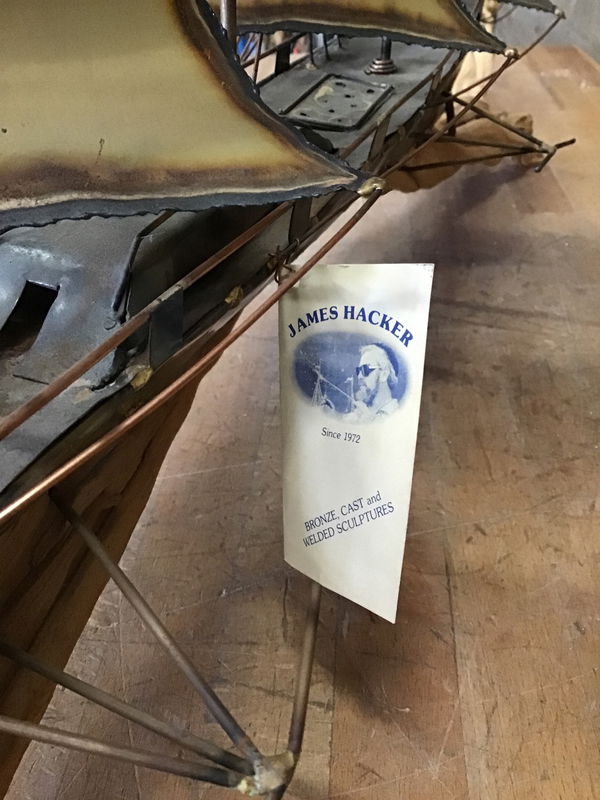 JAMES HACKER
Since 1972
BRONZE, CAST and
WELDED SCULPTURES